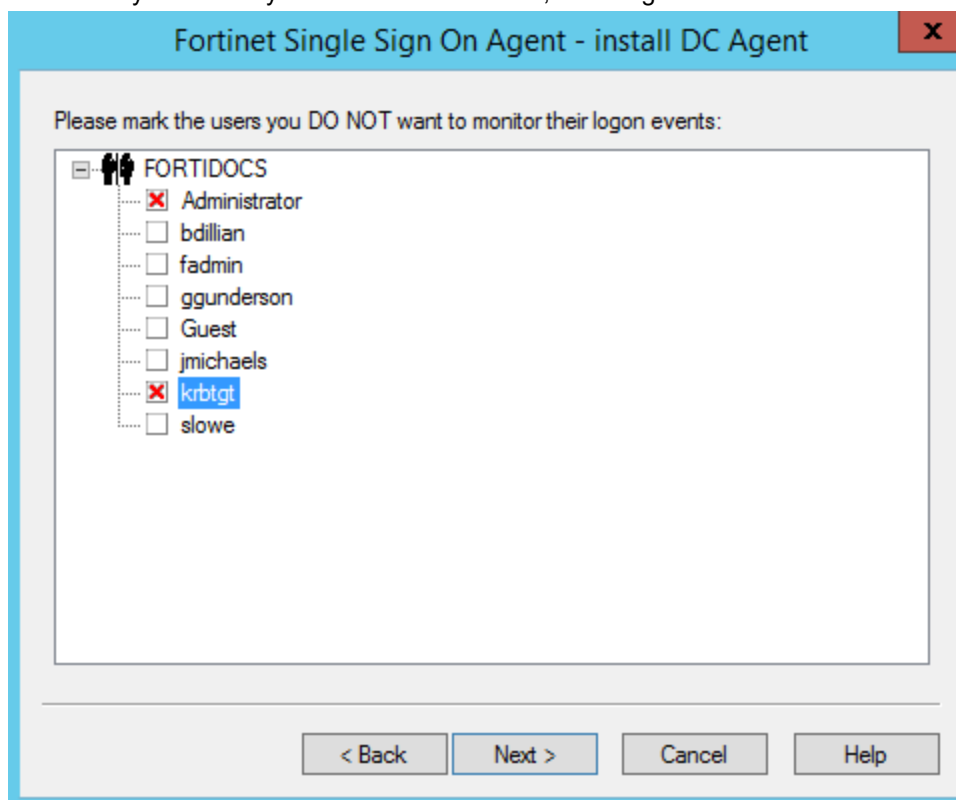 Fortinet Single Sign On Agent - install DC Agent
x
Please mark the users you DO NOT want to monitor their logon events:
FORTIDOCS
Administrator
bdillian
fadmin
ggunderson
Guest
jmichaels
krbtgt
slowe
< Back Next > Cancel Help